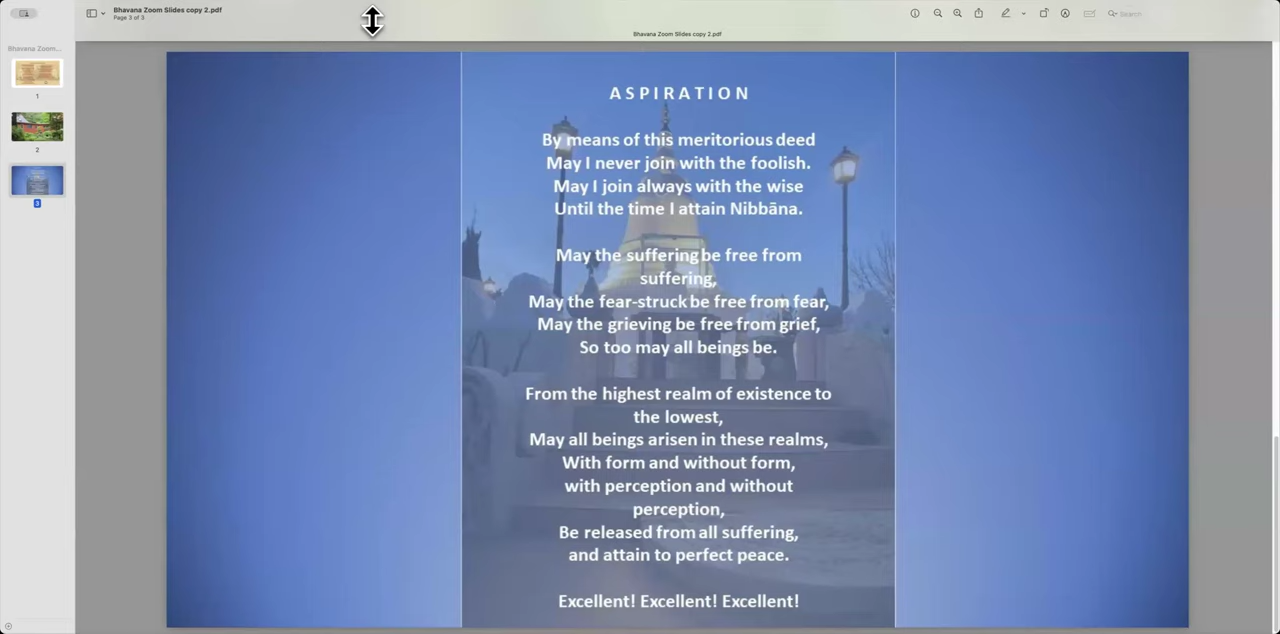 Bhavana Zoom Slides copy 2.pdf
Page 3 of 3
Search
Bhavana Zoom Slides copy 2.pdf
Bhavana Zoom...
1
2
3
ASPIRATION
By means of this meritorious deed
May I never join with the foolish.
May I join always with the wise
Until the time I attain Nibbāna.
May the suffering be free from
suffering,
May the fear-struck be free from fear,
May the grieving be free from grief,
So too may all beings be.
From the highest realm of existence to
the lowest,
May all beings arisen in these realms,
With form and without form,
with perception and without
perception,
Be released from all suffering,
and attain to perfect peace.
Excellent! Excellent! Excellent!